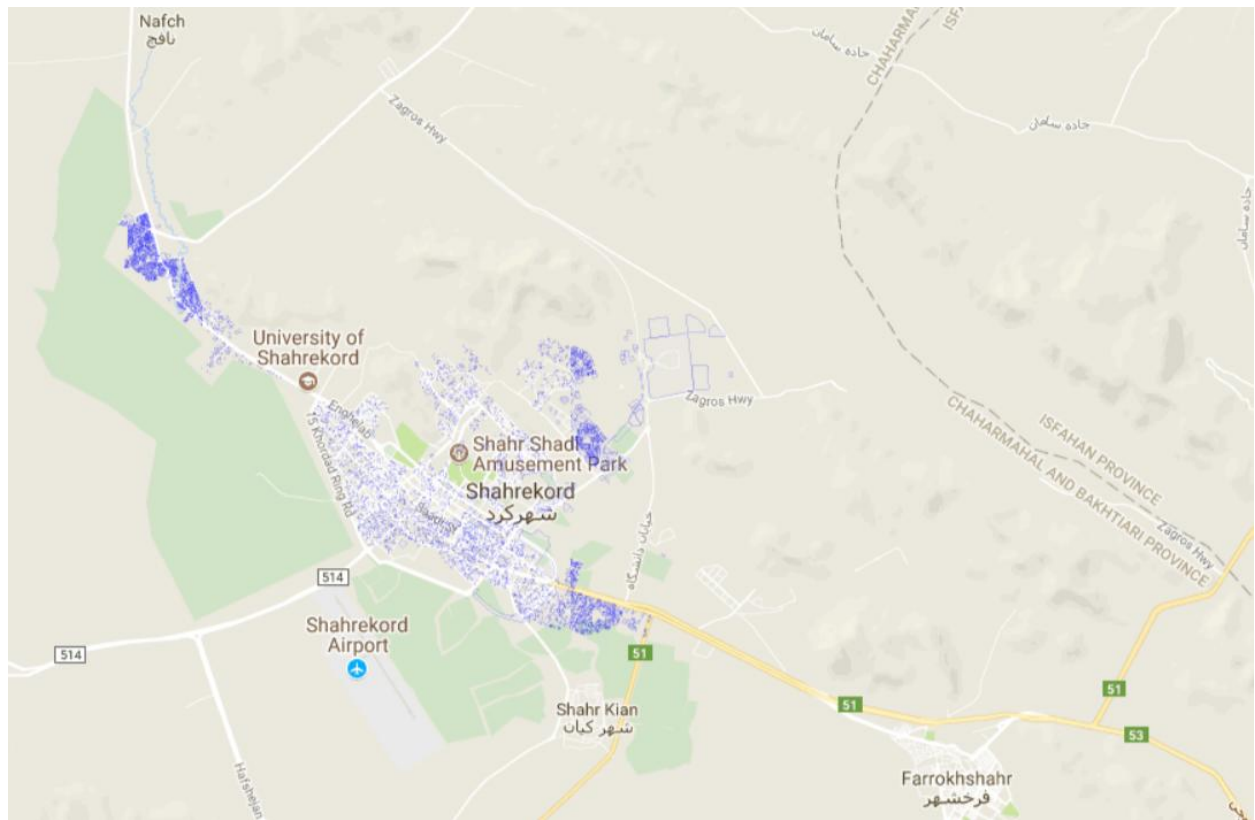 Nafch
نافچ
جاده سامان
CHAHARMAHAL
ISFAHAN
Zagros Hwy
جاده سامان
جاده سامان
University of
Shahrekord
Enghelab
15 Khordad Ring Rd
Shahr Shadi
Amusement Park
Shahrekord
شهرکرد
Saadi St
Zagros Hwy
ISFAHAN PROVINCE
CHAHARMAHAL AND BAKHTIARI PROVINCE
Zagros Hwy
خیابان دانشگاه
514
Shahrekord
Airport
514
51
Shahr Kian
شهر کیان
51
51
53
Hafshejan
Farrokhshahr
فرخشهر